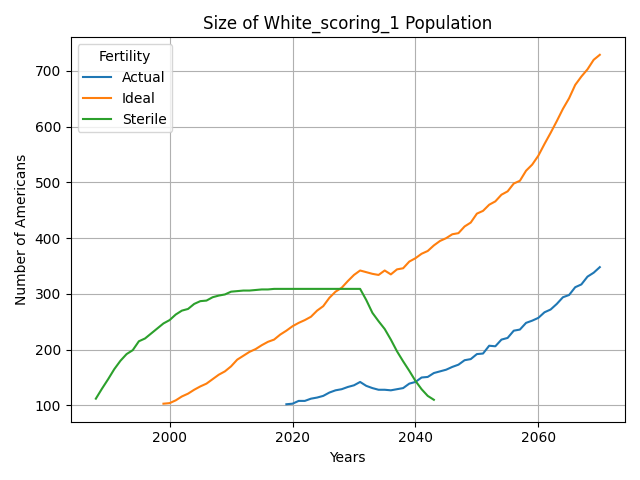 Size of White_scoring_1 Population
Fertility
Actual
Ideal
Sterile
Number of Americans
700
600
500
400
300
200
100
2000
2020
2040
2060
Years